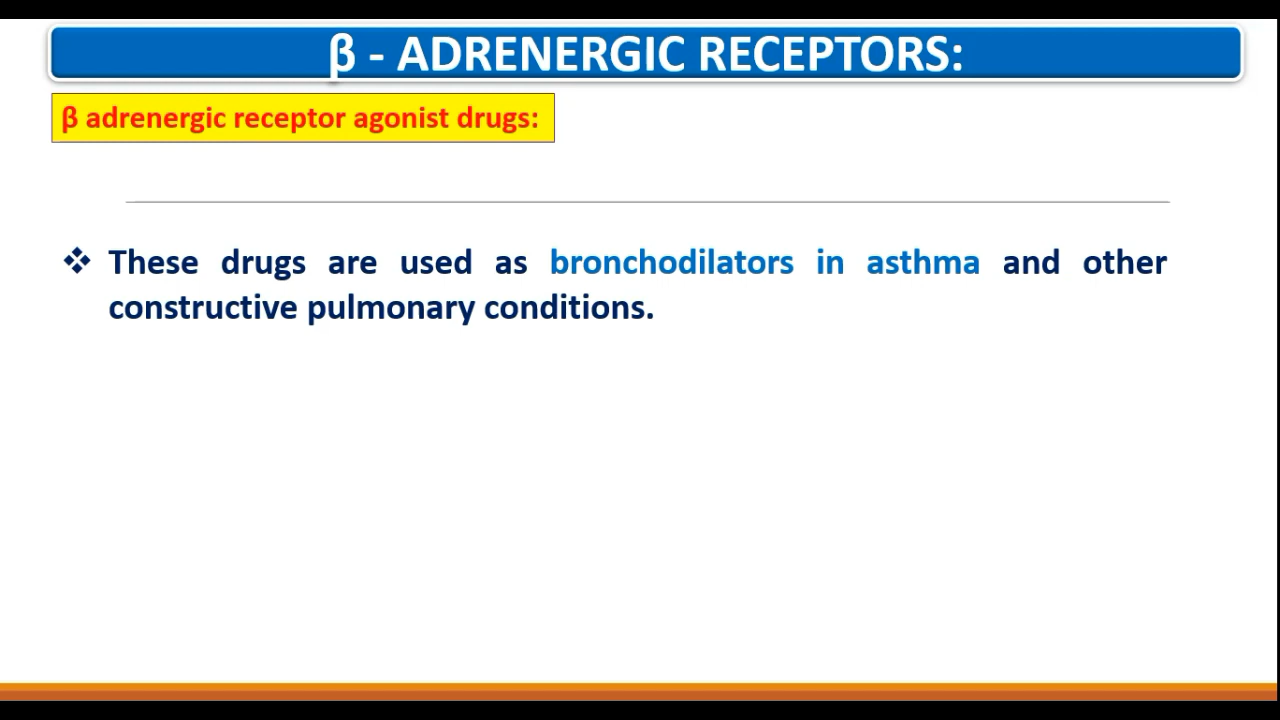 β - ADRENERGIC RECEPTORS:
β adrenergic receptor agonist drugs:
❖ These drugs are used as bronchodilators in asthma and other
constructive pulmonary conditions.